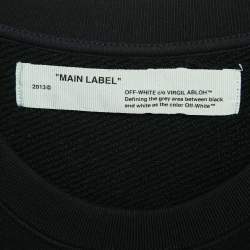 "MAIN LABEL"
2013©
OFF-WHITE c/o VIRGIL ABLOH™
Defining the grey area between black
and white as the color Off-White™